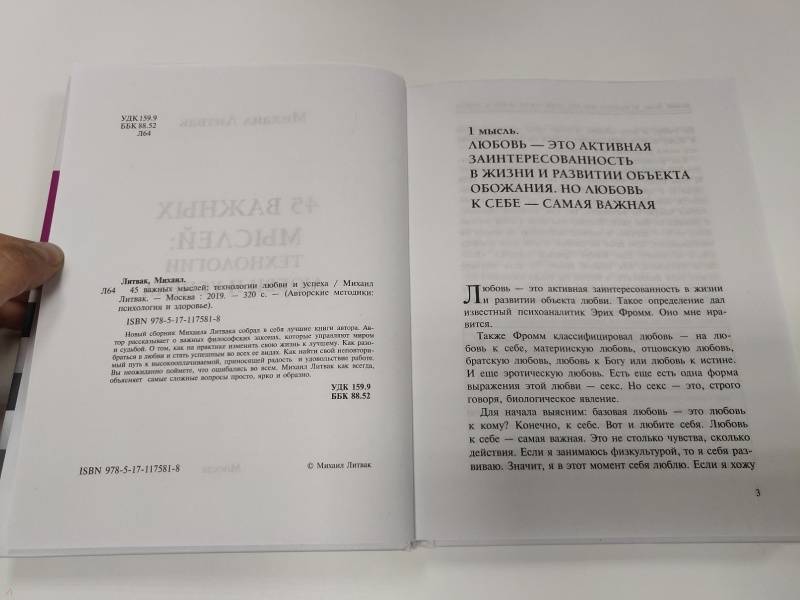 УДК 159.9
ББК 88.52
Л64
Литвак, Михаил.
Л64 45 важных мыслей: технологии любви и успеха / Михаил
Литвак. — Москва : 2019. — 320 с. — (Авторские методики:
психология и здоровье).
ISBN 978-5-17-117581-8
Новый сборник Михаила Литвака собрал в себя лучшие книги автора. Ав-
тор рассказывает о важных философских законах, которые управляют миром
и судьбой. О том, как на практике изменить свою жизнь к лучшему. Как разо-
браться в любви и стать успешным во всех ее видах. Как найти свой неповтори-
мый путь к высокооплачиваемой, приносящей радость и удовольствие работе.
Вы неожиданно поймете, что ошибались во всем. Михаил Литвак как всегда,
объясняет самые сложные вопросы просто, ярко и образно.
УДК 159.9
ББК 88.52
ISBN 978-5-17-117581-8
© Михаил Литвак
1 мысль.
ЛЮБОВЬ — ЭТО АКТИВНАЯ
ЗАИНТЕРЕСОВАННОСТЬ
В ЖИЗНИ И РАЗВИТИИ ОБЪЕКТА
ОБОЖАНИЯ. НО ЛЮБОВЬ
К СЕБЕ — САМАЯ ВАЖНАЯ
Любовь — это активная заинтересованность в жизни
и развитии объекта любви. Такое определение дал
известный психоаналитик Эрих Фромм. Оно мне нра-
вится.
Также Фромм классифицировал любовь — на лю-
бовь к себе, материнскую любовь, отцовскую любовь,
братскую любовь, любовь к Богу или любовь к истине.
И еще эротическую любовь. Есть еще есть одна форма
выражения этой любви — секс. Но секс — это, строго
говоря, биологическое явление.
Для начала выясним: базовая любовь — это любовь
к кому? Конечно, к себе. Вот и любите себя. Любовь
к себе — самая важная. Это не столько чувства, сколько
действия. Если я занимаюсь физкультурой, то я себя раз-
виваю. Значит, я в этот момент себя люблю. Если я хожу
3